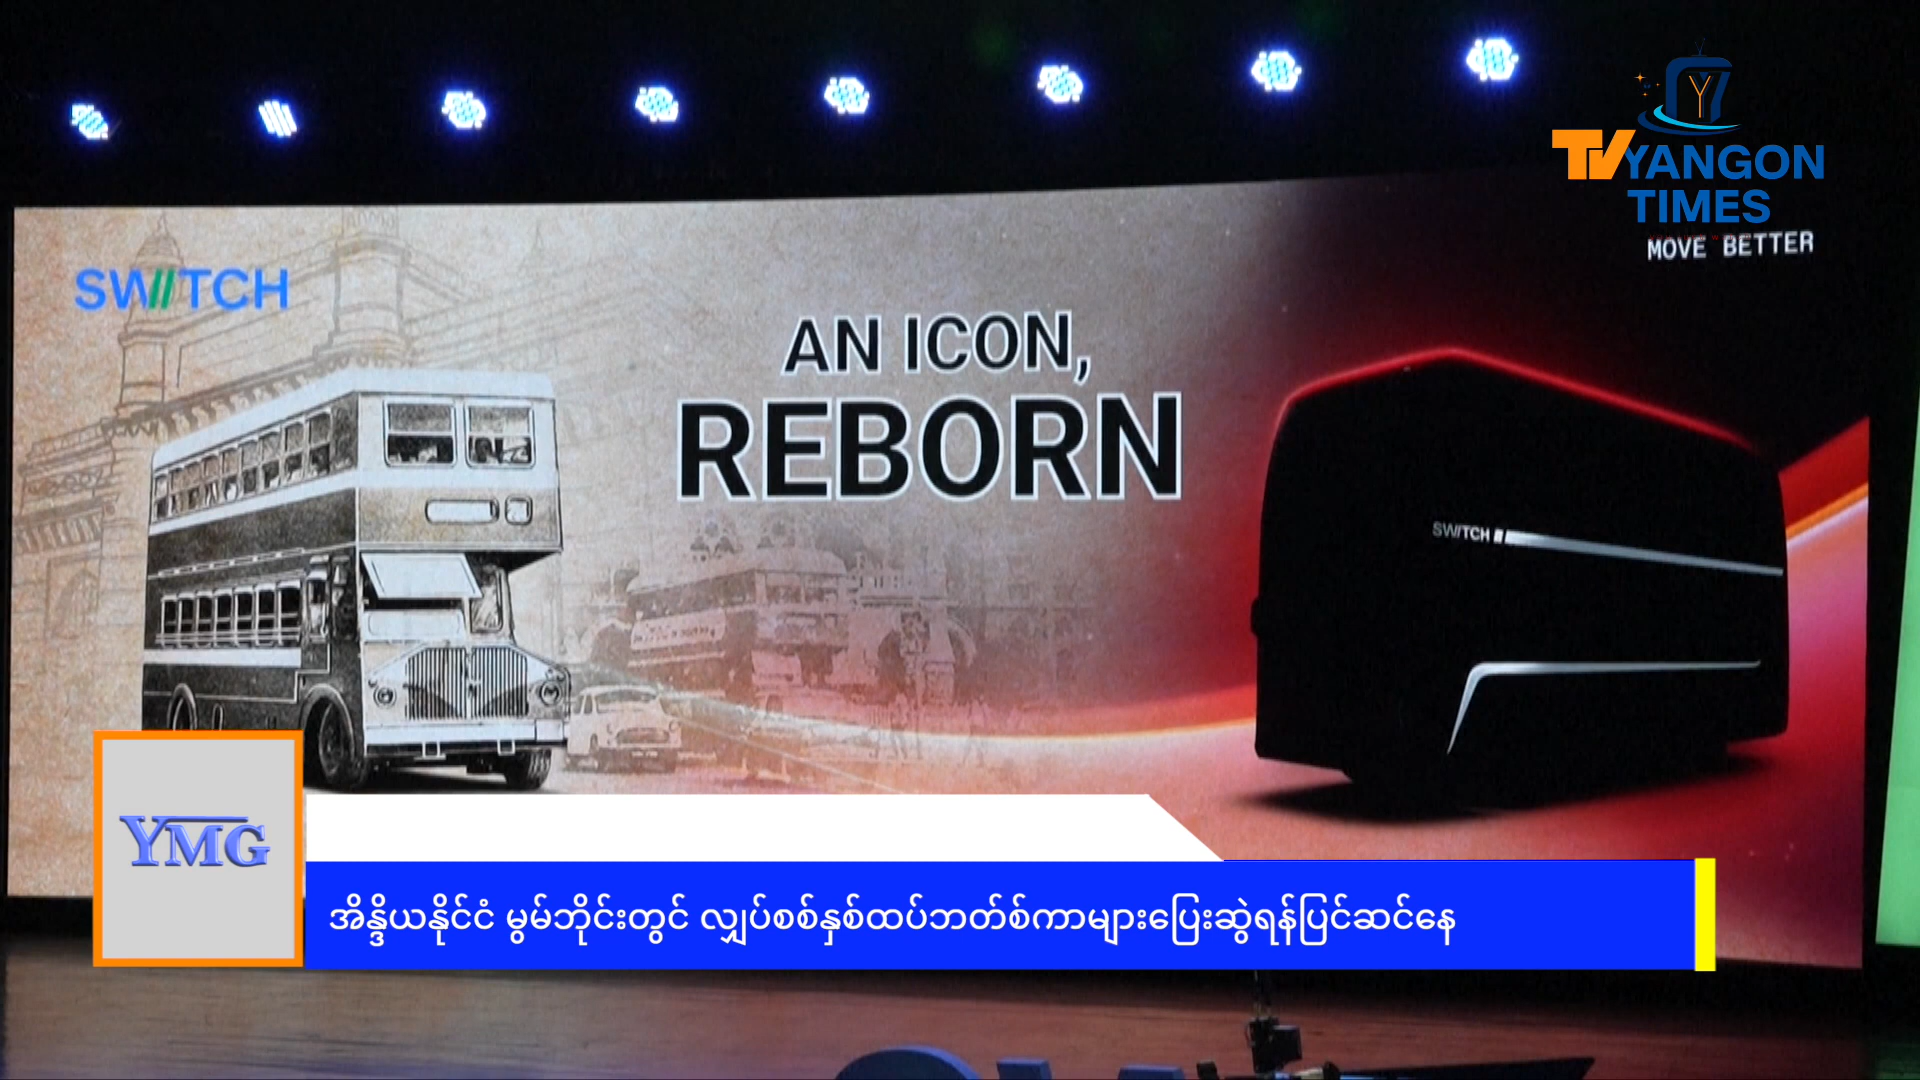 TV YANGON
TIMES
MOVE BETTER
SWITCH
AN ICON,
REBORN
SWITCH
YMG
အိန္ဒိယနိုင်ငံ မွမ်ဘိုင်းတွင် လျှပ်စစ်နှစ်ထပ်ဘတ်စ်ကားများပြေးဆွဲရန်ပြင်ဆင်နေ